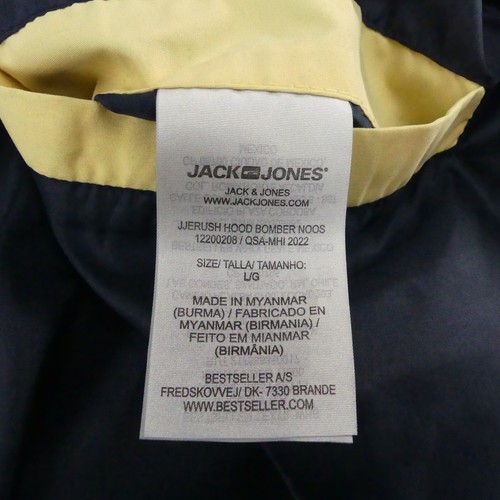 JACK JONES®
JACK & JONES
WWW.JACKJONES.COM
JJERUSH HOOD BOMBER NOOS
12200208 / QSA-MHI 2022
SIZE/ TALLA/ TAMANHO:
L/G
MADE IN MYANMAR
(BURMA) / FABRICADO EN
MYANMAR (BIRMANIA) /
FEITO EM MIANMAR
(BIRMÂNIA)
BESTSELLER A/S
FREDSKOVVEJ/ DK- 7330 BRANDE
WWW.BESTSELLER.COM